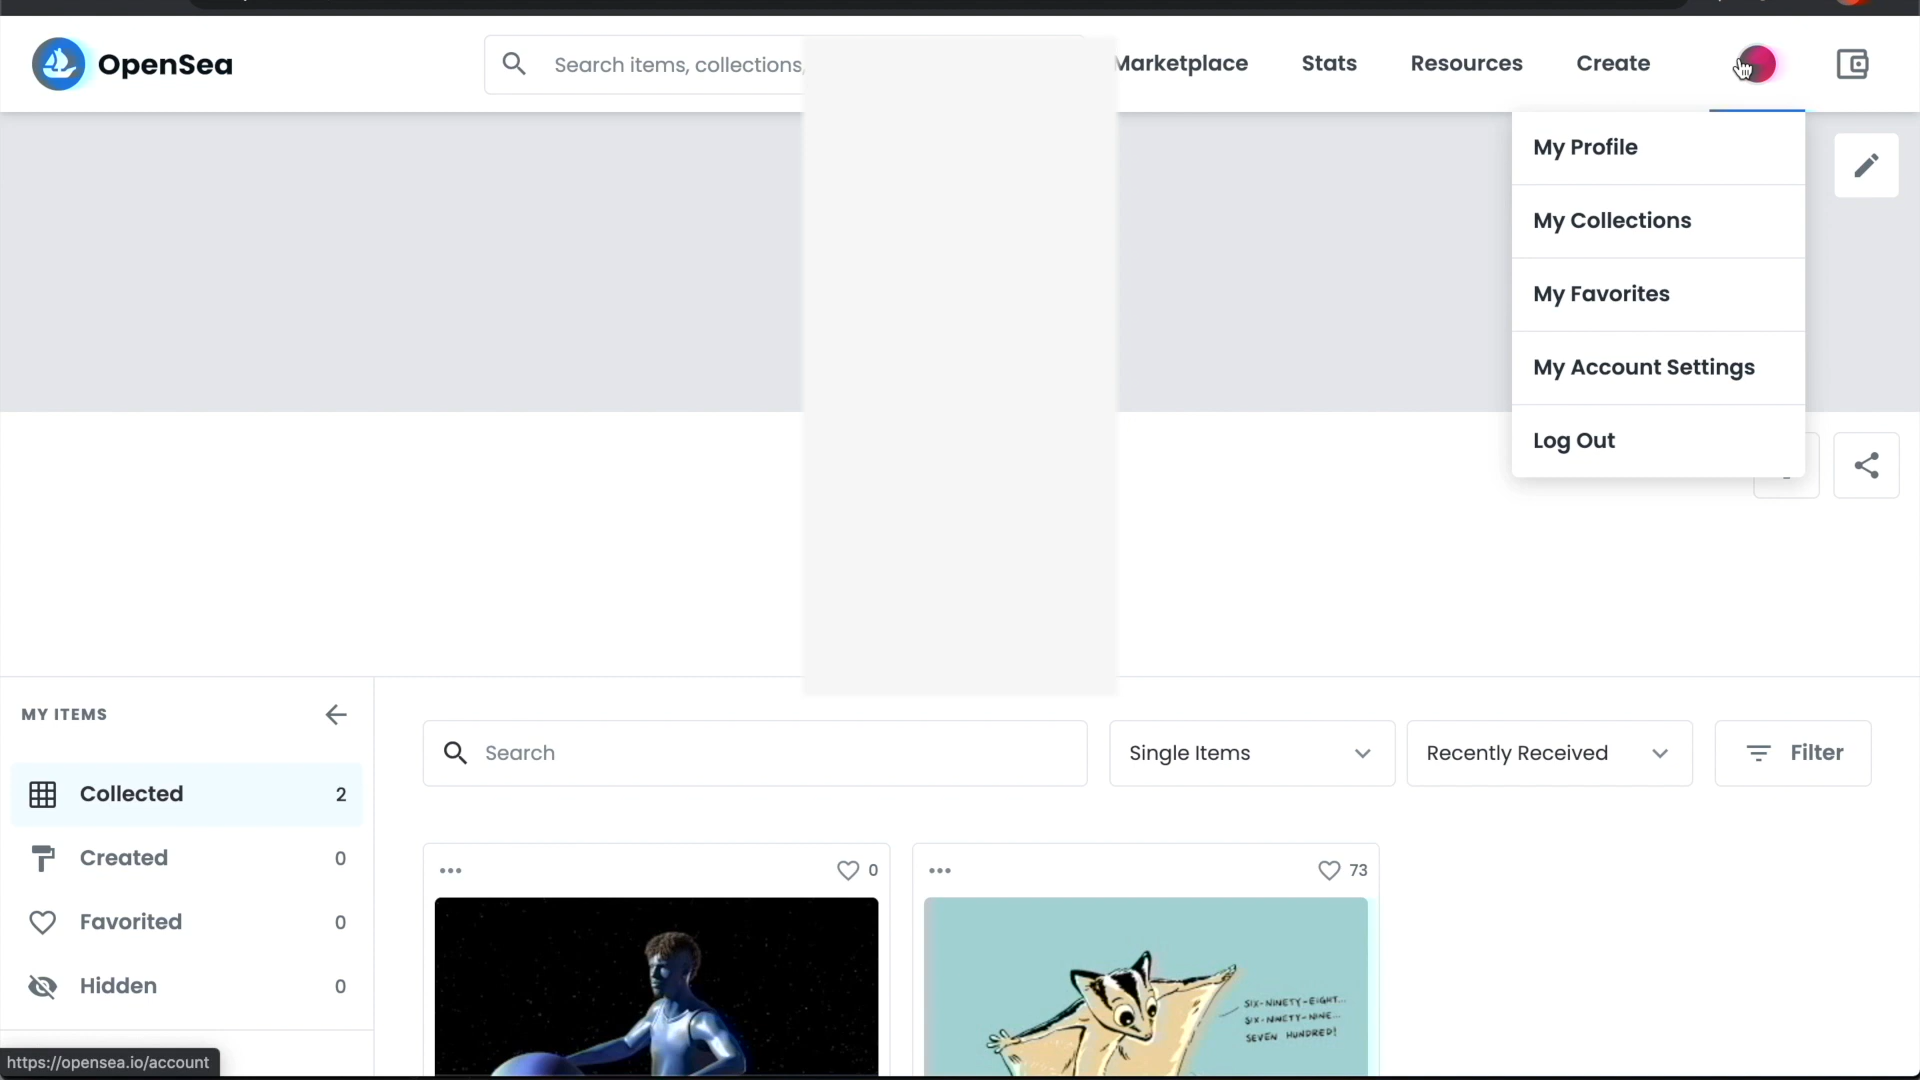 OpenSea
Search items, collections,
Marketplace
Stats
Resources
Create
My Profile
My Collections
My Favorites
My Account Settings
Log Out
MY ITEMS
Search
Single Items
Recently Received
Filter
Collected 2
Created 0
Favorited 0
Hidden 0
0
73
SIX-NINETY-EIGHT...
SIX-NINETY-NINE...
SEVEN HUNDRED!
https://opensea.io/account